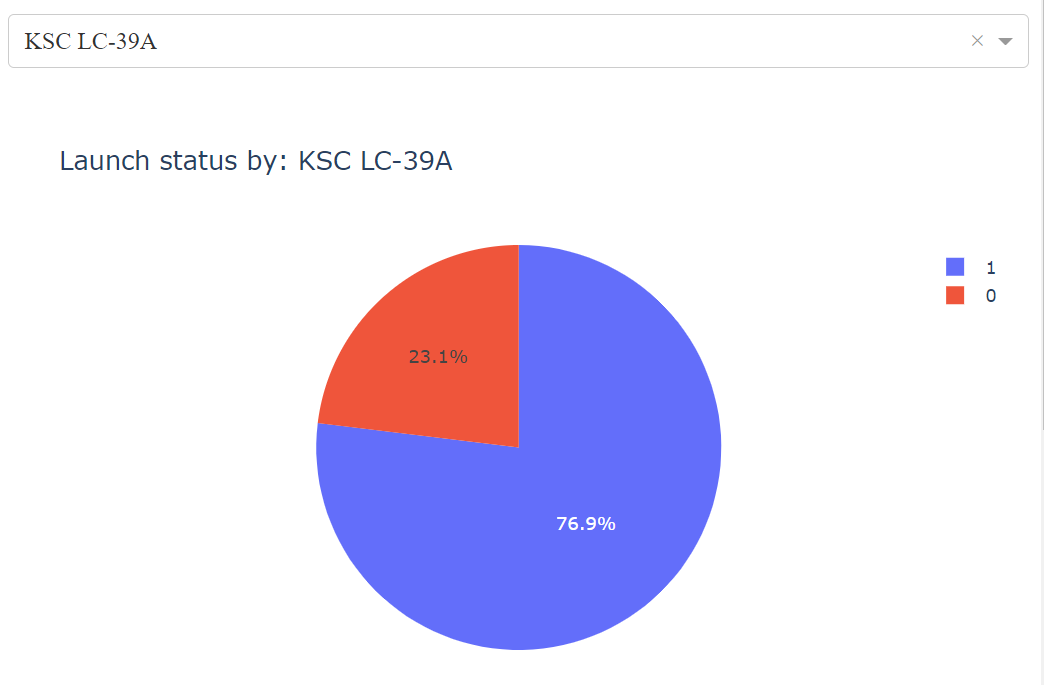 KSC LC-39A
Launch status by: KSC LC-39A
1
0
23.1%
76.9%